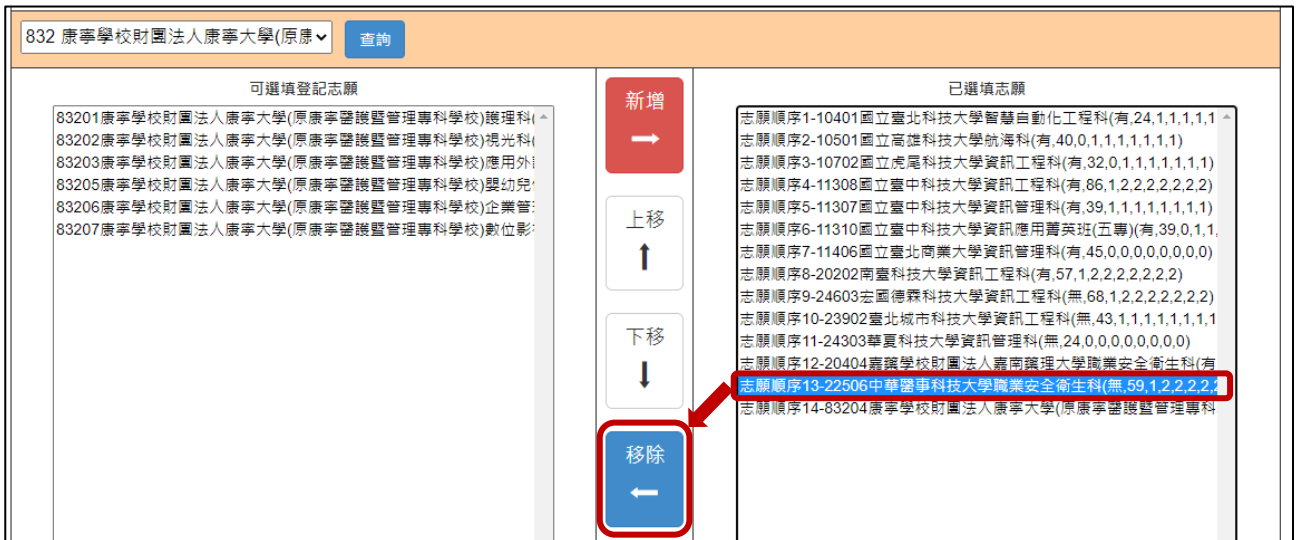 832 康寧學校財團法人康寧大學(原康
查詢
可選填登記志願
83201康寧學校財團法人康寧大學(原康寧醫護暨管理專科學校)護理科(
83202康寧學校財團法人康寧大學(原康寧醫護暨管理專科學校)視光科(
83203康寧學校財團法人康寧大學(原康寧醫護暨管理專科學校)應用外
83205康寧學校財團法人康寧大學(原康寧醫護暨管理專科學校)嬰幼兒
83206康寧學校財團法人康寧大學(原康寧醫護暨管理專科學校)企業管
83207康寧學校財團法人康寧大學(原康寧醫護暨管理專科學校)數位影
新增
上移
下移
移除
已選填志願
志願順序1-10401國立臺北科技大學智慧自動化工程科(有,24,1,1,1,1,1
志願順序2-10501國立高雄科技大學航海科(有,40,0,1,1,1,1,1,1,1)
志願順序3-10702國立虎尾科技大學資訊工程科(有,32,0,1,1,1,1,1,1,1)
志願順序4-11308國立臺中科技大學資訊工程科(有,86,1,2,2,2,2,2,2,2)
志願順序5-11307國立臺中科技大學資訊管理科(有,39,1,1,1,1,1,1,1,1)
志願順序6-11310國立臺中科技大學資訊應用菁英班(五專)(有,39,0,1,1,
志願順序7-11406國立臺北商業大學資訊管理科(有,45,0,0,0,0,0,0,0,0)
志願順序8-20202南臺科技大學資訊工程科(有,57,1,2,2,2,2,2,2,2)
志願順序9-24603宏國德霖科技大學資訊工程科(無,68,1,2,2,2,2,2,2,2)
志願順序10-23902臺北城市科技大學資訊工程科(無,43,1,1,1,1,1,1,1,1
志願順序11-24303華夏科技大學資訊管理科(無,24,0,0,0,0,0,0,0,0)
志願順序12-20404嘉藥學校財團法人嘉南藥理大學職業安全衛生科(有
志願順序13-22506中華醫事科技大學職業安全衛生科(無,59,1,2,2,2,2,2
志願順序14-83204康寧學校財團法人康寧大學(原康寧醫護暨管理專科